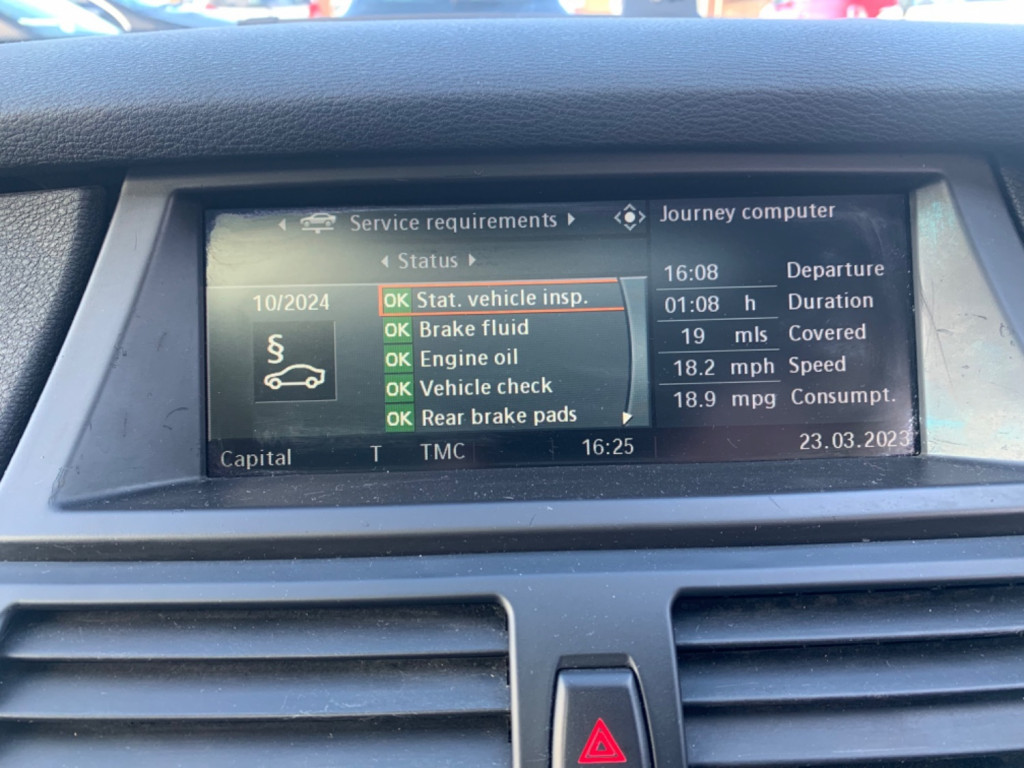 Service requirements
Status
10/2024
§
OK Stat. vehicle insp.
OK Brake fluid
OK Engine oil
OK Vehicle check
OK Rear brake pads
Capital T TMC 16:25
Journey computer
16:08 Departure
01:08 h Duration
19 mls Covered
18.2 mph Speed
18.9 mpg Consumpt.
23.03.2023